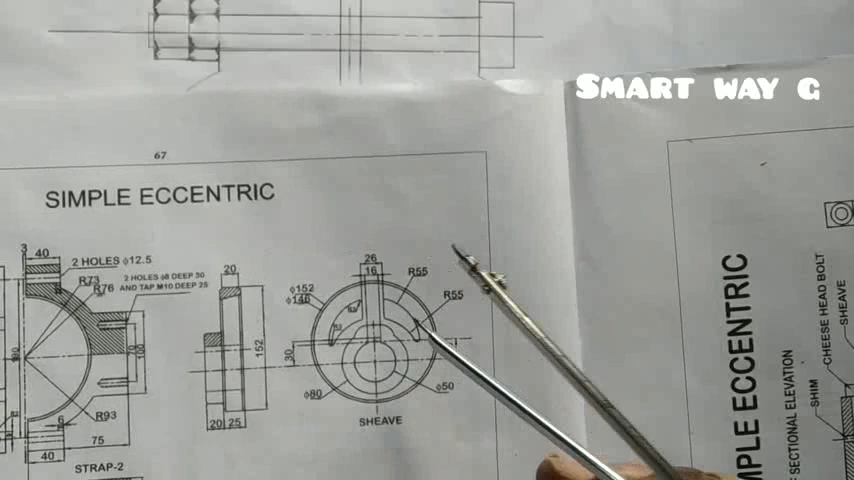 SMART WAY G
67
SIMPLE ECCENTRIC
3
40
2 HOLES φ12.5
R73
R76
2 HOLES φ8 DEEP 30
AND TAP M10 DEEP 25
R93
6
75
40
STRAP-2
20
152
20 25
26
16
R55
R55
φ152
φ140
30
φ80
φ50
SHEAVE
SIMPLE ECCENTRIC
SECTIONAL ELEVATION
SHIM
CHEESE HEAD BOLT
SHEAVE